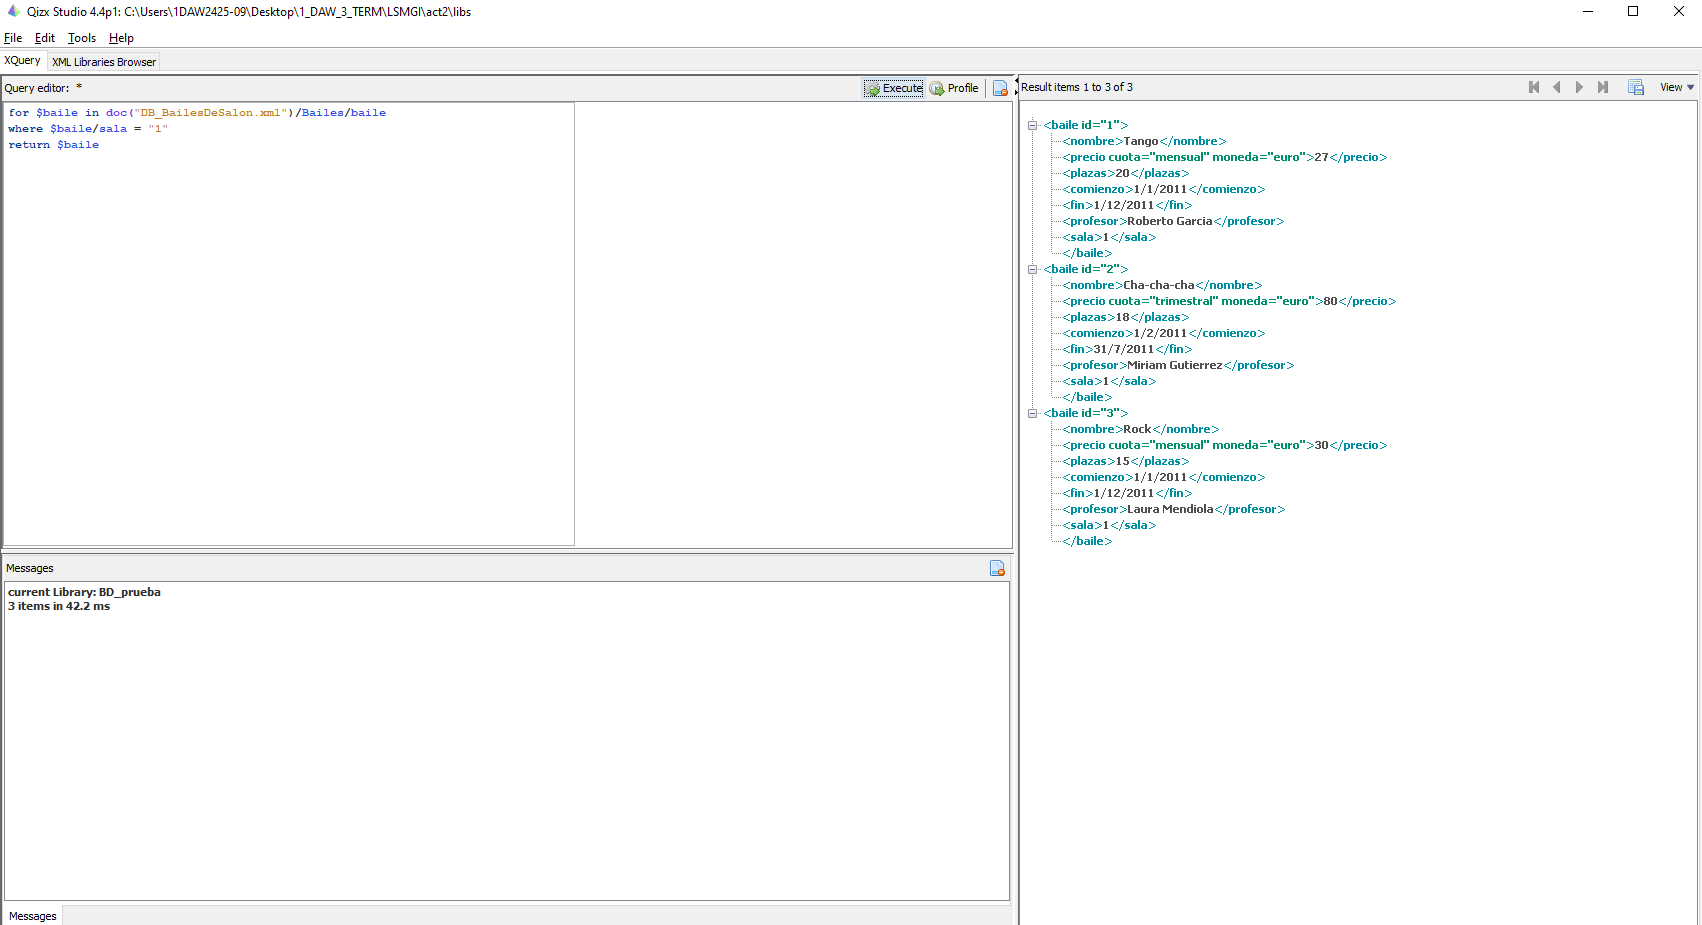 Qizx Studio 4.4p1: C:\Users\1DAW2425-09\Desktop\1_DAW_3_TERM\LSMGI\act2\libs
File Edit Tools Help
XQuery XML Libraries Browser
Query editor: * Execute Profile
for $baile in doc("DB_BailesDeSalon.xml")/Bailes/baile
where $baile/sala = "1"
return $baile
Messages
current Library: BD_prueba
3 items in 42.2 ms
Messages
Result items 1 to 3 of 3 View
<baile id="1">
<nombre>Tango</nombre>
<precio cuota="mensual" moneda="euro">27</precio>
<plazas>20</plazas>
<comienzo>1/1/2011</comienzo>
<fin>1/12/2011</fin>
<profesor>Roberto Garcia</profesor>
<sala>1</sala>
</baile>
<baile id="2">
<nombre>Cha-cha-cha</nombre>
<precio cuota="trimestral" moneda="euro">80</precio>
<plazas>18</plazas>
<comienzo>1/2/2011</comienzo>
<fin>31/7/2011</fin>
<profesor>Miriam Gutierrez</profesor>
<sala>1</sala>
</baile>
<baile id="3">
<nombre>Rock</nombre>
<precio cuota="mensual" moneda="euro">30</precio>
<plazas>15</plazas>
<comienzo>1/1/2011</comienzo>
<fin>1/12/2011</fin>
<profesor>Laura Mendiola</profesor>
<sala>1</sala>
</baile>